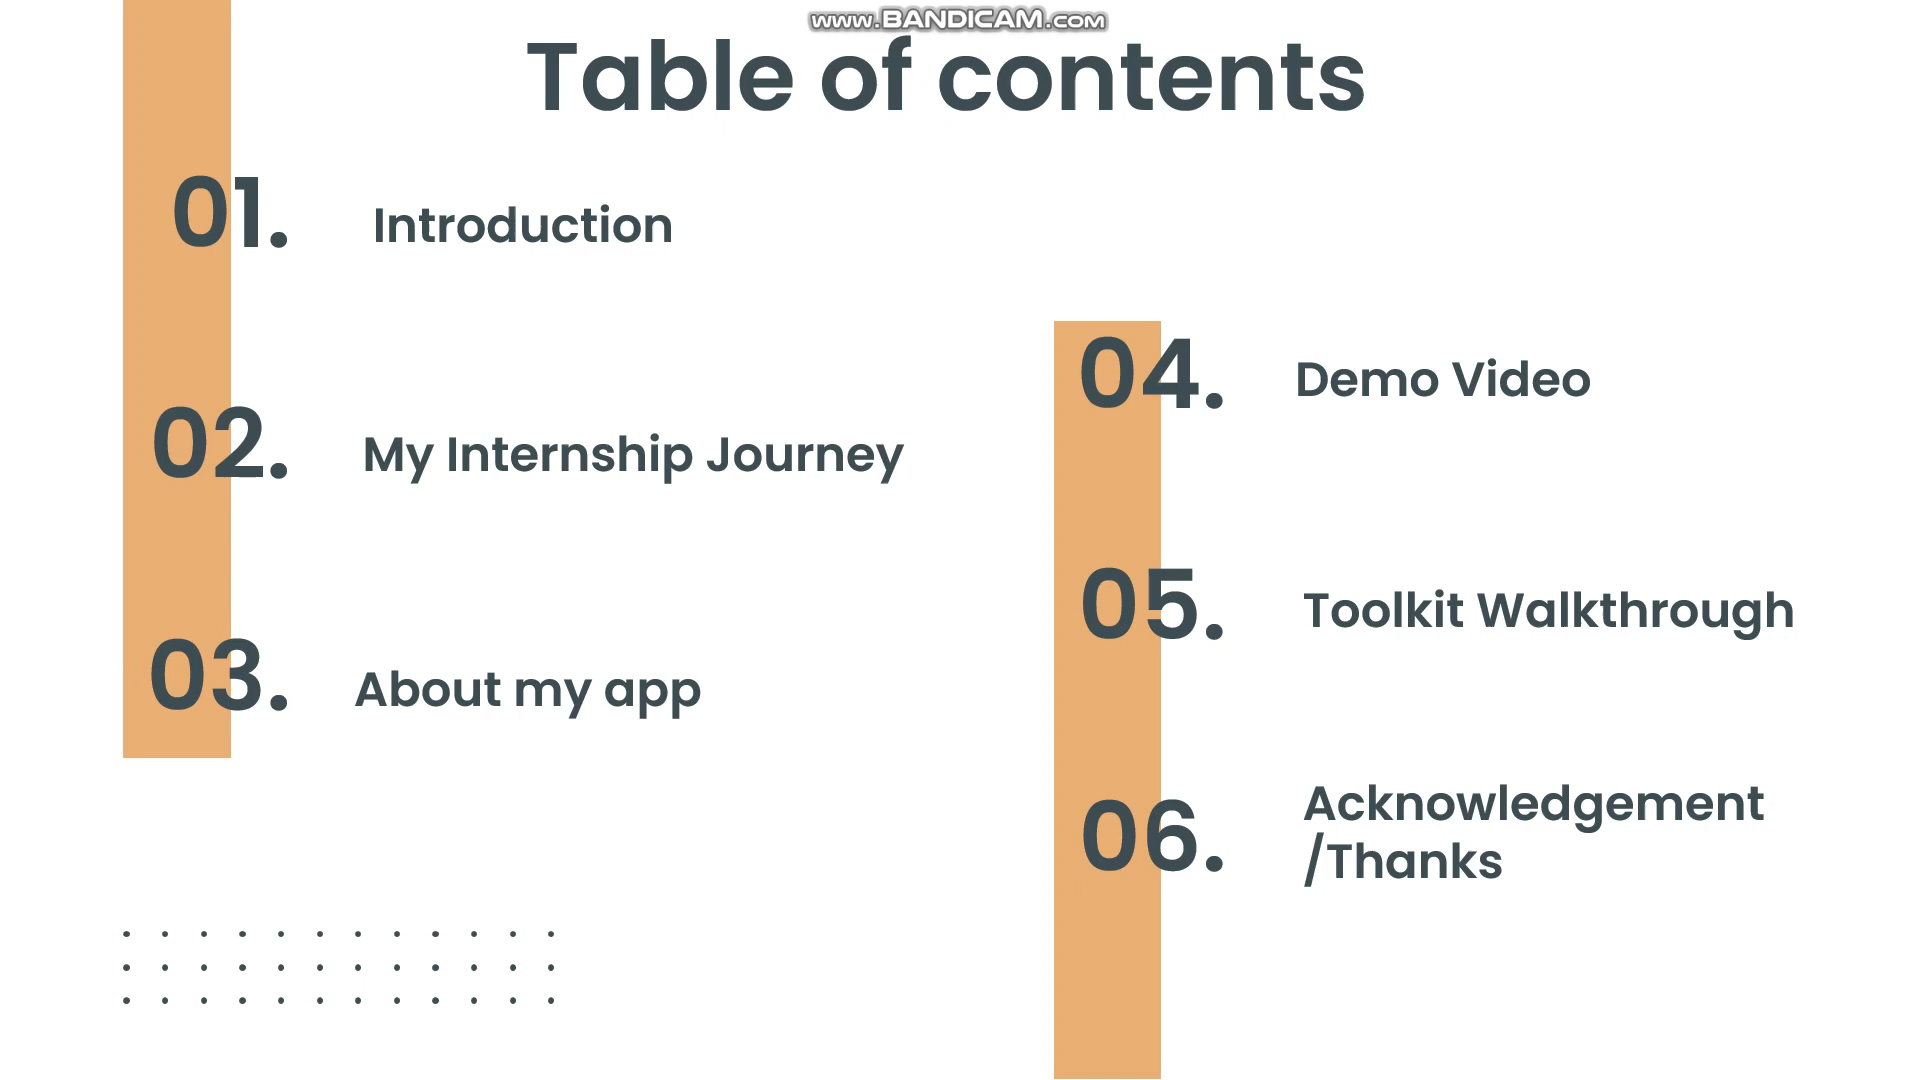 www.BANDICAM.com
Table of contents
01.
Introduction
02.
My Internship Journey
03.
About my app
04.
Demo Video
05.
Toolkit Walkthrough
06.
Acknowledgement
/Thanks